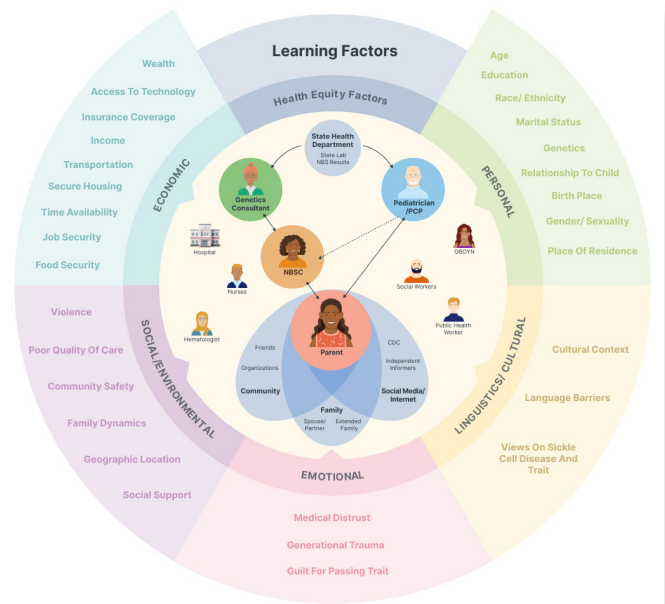 Learning Factors
Health Equity Factors
Wealth
Access To Technology
Insurance Coverage
Income
Transportation
Secure Housing
Time Availability
Job Security
Food Security
ECONOMIC
Age
Education
Race/ Ethnicity
Marital Status
Genetics
Relationship To Child
Birth Place
Gender/ Sexuality
Place Of Residence
PERSONAL
State Health
Department
State Lab
NBS Results
Genetics
Consultant
Pediatrician
/PCP
NBSC
Hospital
Nurses
Hematologist
OBGYN
Social Workers
Public Health
Worker
Parent
Friends
Organizations
Community
CDC
Independent
Informers
Social Media/
Internet
Family
Spouse/
Partner
Extended
Family
Violence
Poor Quality Of Care
Community Safety
Family Dynamics
Geographic Location
Social Support
SOCIAL/ENVIRONMENTAL
Cultural Context
Language Barriers
Views On Sickle
Cell Disease And
Trait
LINGUISTICS/ CULTURAL
EMOTIONAL
Medical Distrust
Generational Trauma
Guilt For Passing Trait